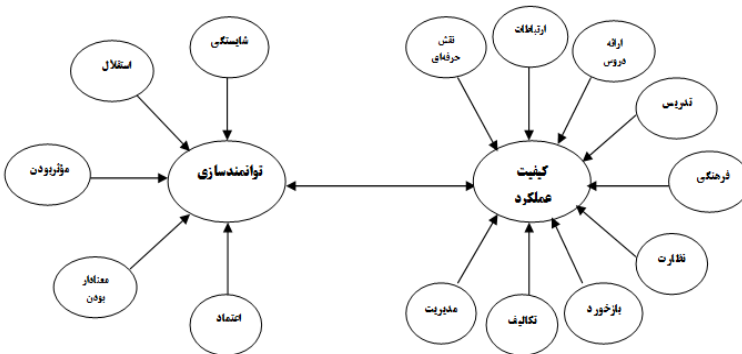 شایستگی
استقلال
مؤثربودن
معنادار
بودن
اعتماد
توانمندسازی
نقش
حرفه‌ای
ارتباطات
ارائه
دروس
تدریس
فرهنگی
نظارت
بازخورد
تکالیف
مدیریت
کیفیت
عملکرد